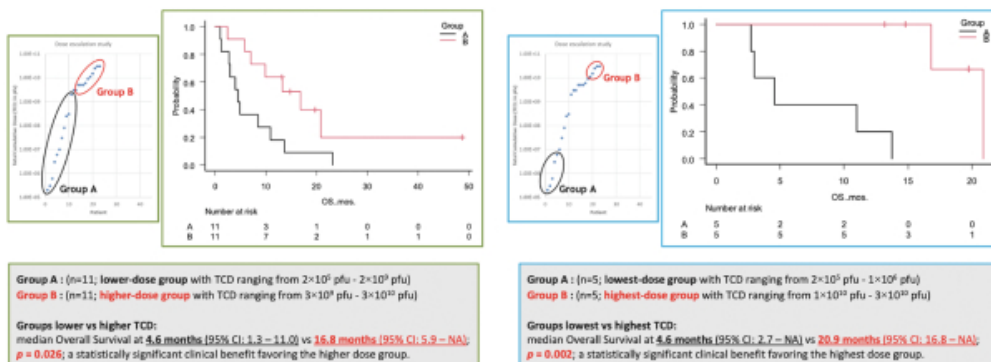 Dose escalation study
Group B
Group A
Patient
Group
A
B
Probability
1.0
0.8
0.6
0.4
0.2
0.0
0 10 20 30 40 50
OS..mos.
Number at risk
A 11 3 1 0 0 0
B 11 7 2 1 1 0
Group A : (n=11; lower-dose group with TCD ranging from 2×10⁵ pfu - 2×10⁹ pfu)
Group B : (n=11; higher-dose group with TCD ranging from 3×10⁹ pfu - 3×10¹⁰ pfu)
Groups lower vs higher TCD:
median Overall Survival at 4.6 months (95% CI: 1.3 – 11.0) vs 16.8 months (95% CI: 5.9 – NA);
p = 0.026; a statistically significant clinical benefit favoring the higher dose group.
Dose escalation study
Group B
Group A
Patient
Group
A
B
Probability
1.0
0.8
0.6
0.4
0.2
0.0
0 5 10 15 20
OS..mos.
Number at risk
A 5 2 2 0 0
B 5 5 5 3 1
Group A : (n=5; lowest-dose group with TCD ranging from 2×10⁵ pfu - 1×10⁶ pfu)
Group B : (n=5; highest-dose group with TCD ranging from 1×10¹⁰ pfu - 3×10¹⁰ pfu)
Groups lowest vs highest TCD:
median Overall Survival at 4.6 months (95% CI: 2.7 – NA) vs 20.9 months (95% CI: 16.8 – NA);
p = 0.002; a statistically significant clinical benefit favoring the highest dose group.